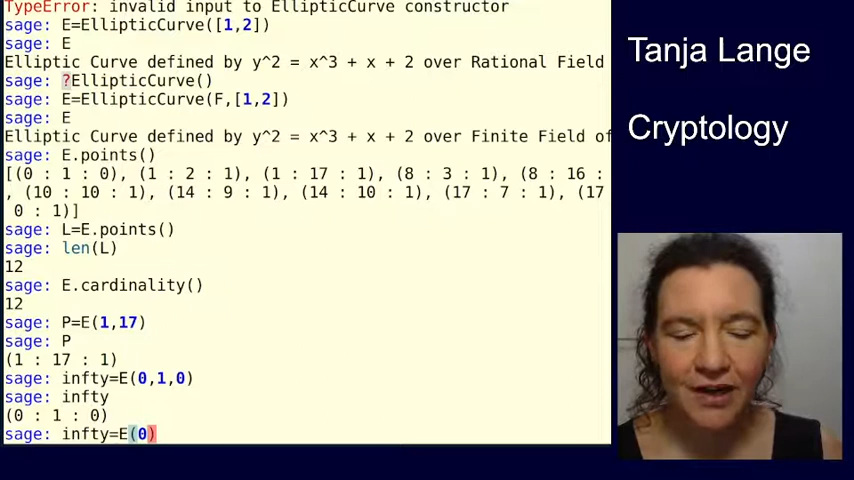 TypeError: invalid input to EllipticCurve constructor
sage: E=EllipticCurve([1,2])
sage: E
Elliptic Curve defined by y^2 = x^3 + x + 2 over Rational Field
sage: ?EllipticCurve()
sage: E=EllipticCurve(F,[1,2])
sage: E
Elliptic Curve defined by y^2 = x^3 + x + 2 over Finite Field of
sage: E.points()
[(0 : 1 : 0), (1 : 2 : 1), (1 : 17 : 1), (8 : 3 : 1), (8 : 16 :
, (10 : 10 : 1), (14 : 9 : 1), (14 : 10 : 1), (17 : 7 : 1), (17
0 : 1)]
sage: L=E.points()
sage: len(L)
12
sage: E.cardinality()
12
sage: P=E(1,17)
sage: P
(1 : 17 : 1)
sage: infty=E(0,1,0)
sage: infty
(0 : 1 : 0)
sage: infty=E(0)
Tanja Lange
Cryptology